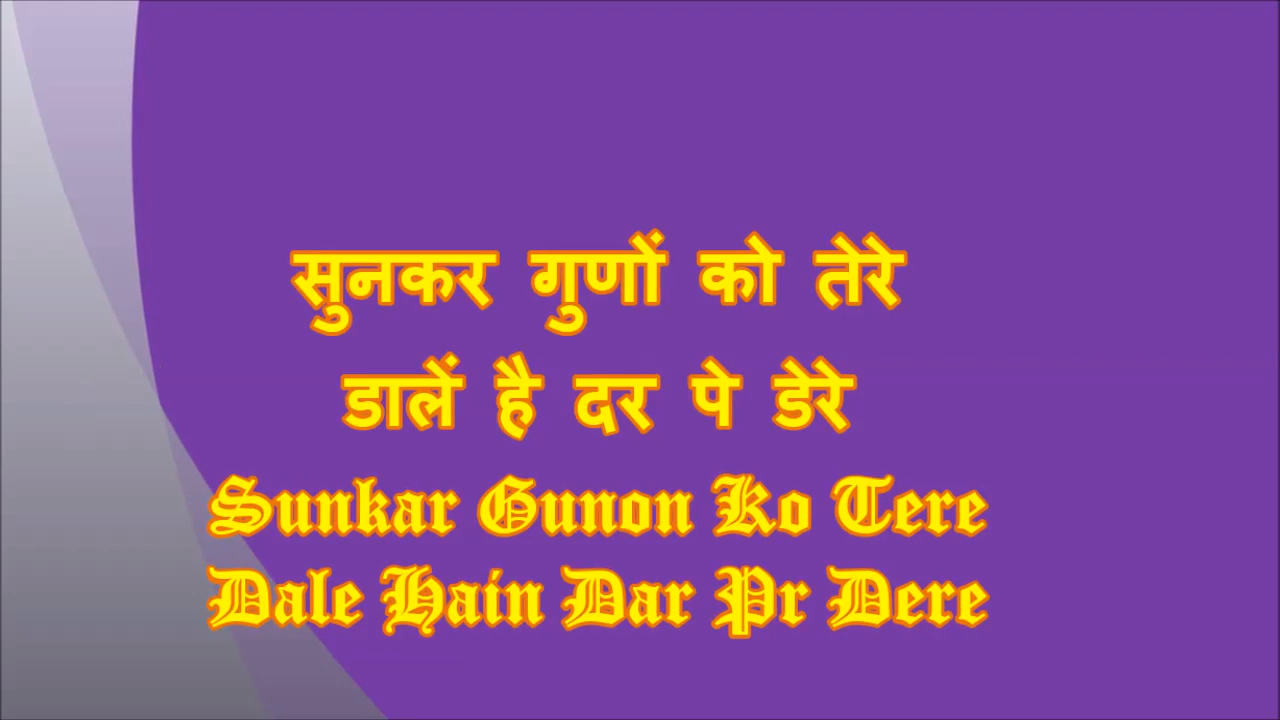 सुनकर गुणों को तेरे
डालें है दर पे डेरे
Sunkar Gunon Ko Tere
Dale Hain Dar Pr Dere